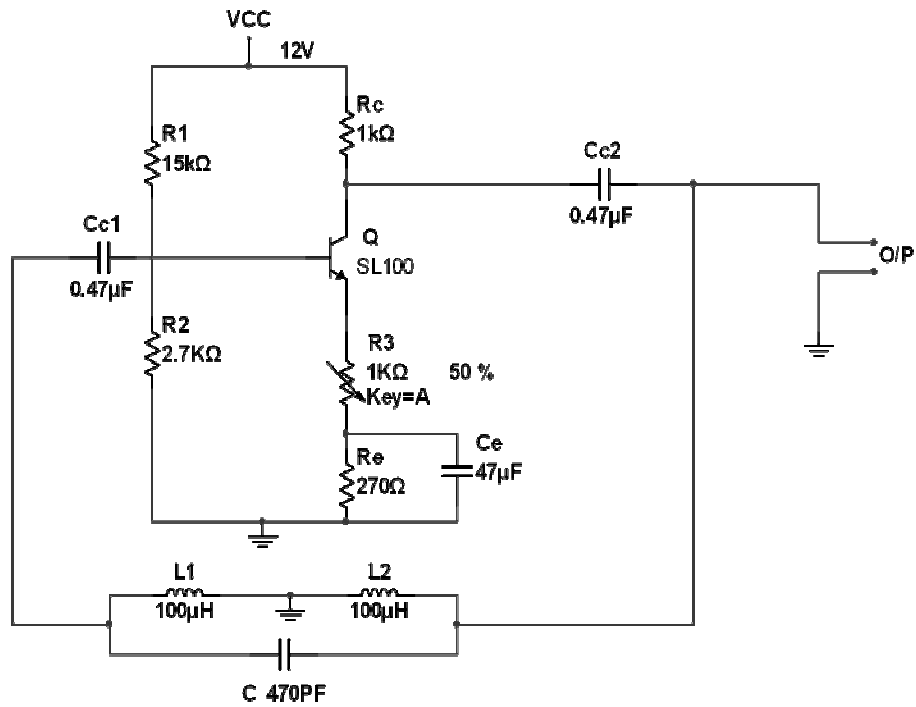 VCC
12V
Rc
1kΩ
R1
15kΩ
Cc2
0.47µF
Cc1
0.47µF
Q
SL100
O/P
R2
2.7KΩ
R3
1KΩ 50 %
Key=A
Re
270Ω
Ce
47µF
L1
100µH
L2
100µH
C 470PF